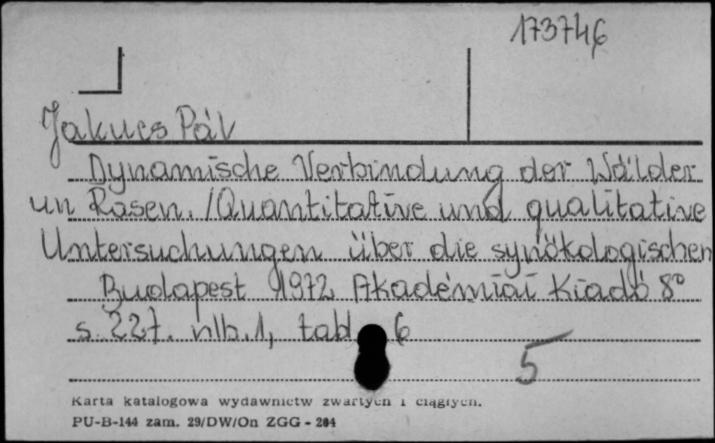 173746
Jakucs Pál
Dynamische Verbindung der Wälder
un Rasen. /Quantitative und qualitative
Untersuchungen über die synökologischen
Budapest 1972 Akadémiai Kiadó 8°
s. 227. nlb. 1, tabl 6
5
Karta katalogowa wydawnictw zwartych i ciągłych.
PU-B-144 zam. 29/DW/On ZGG - 284